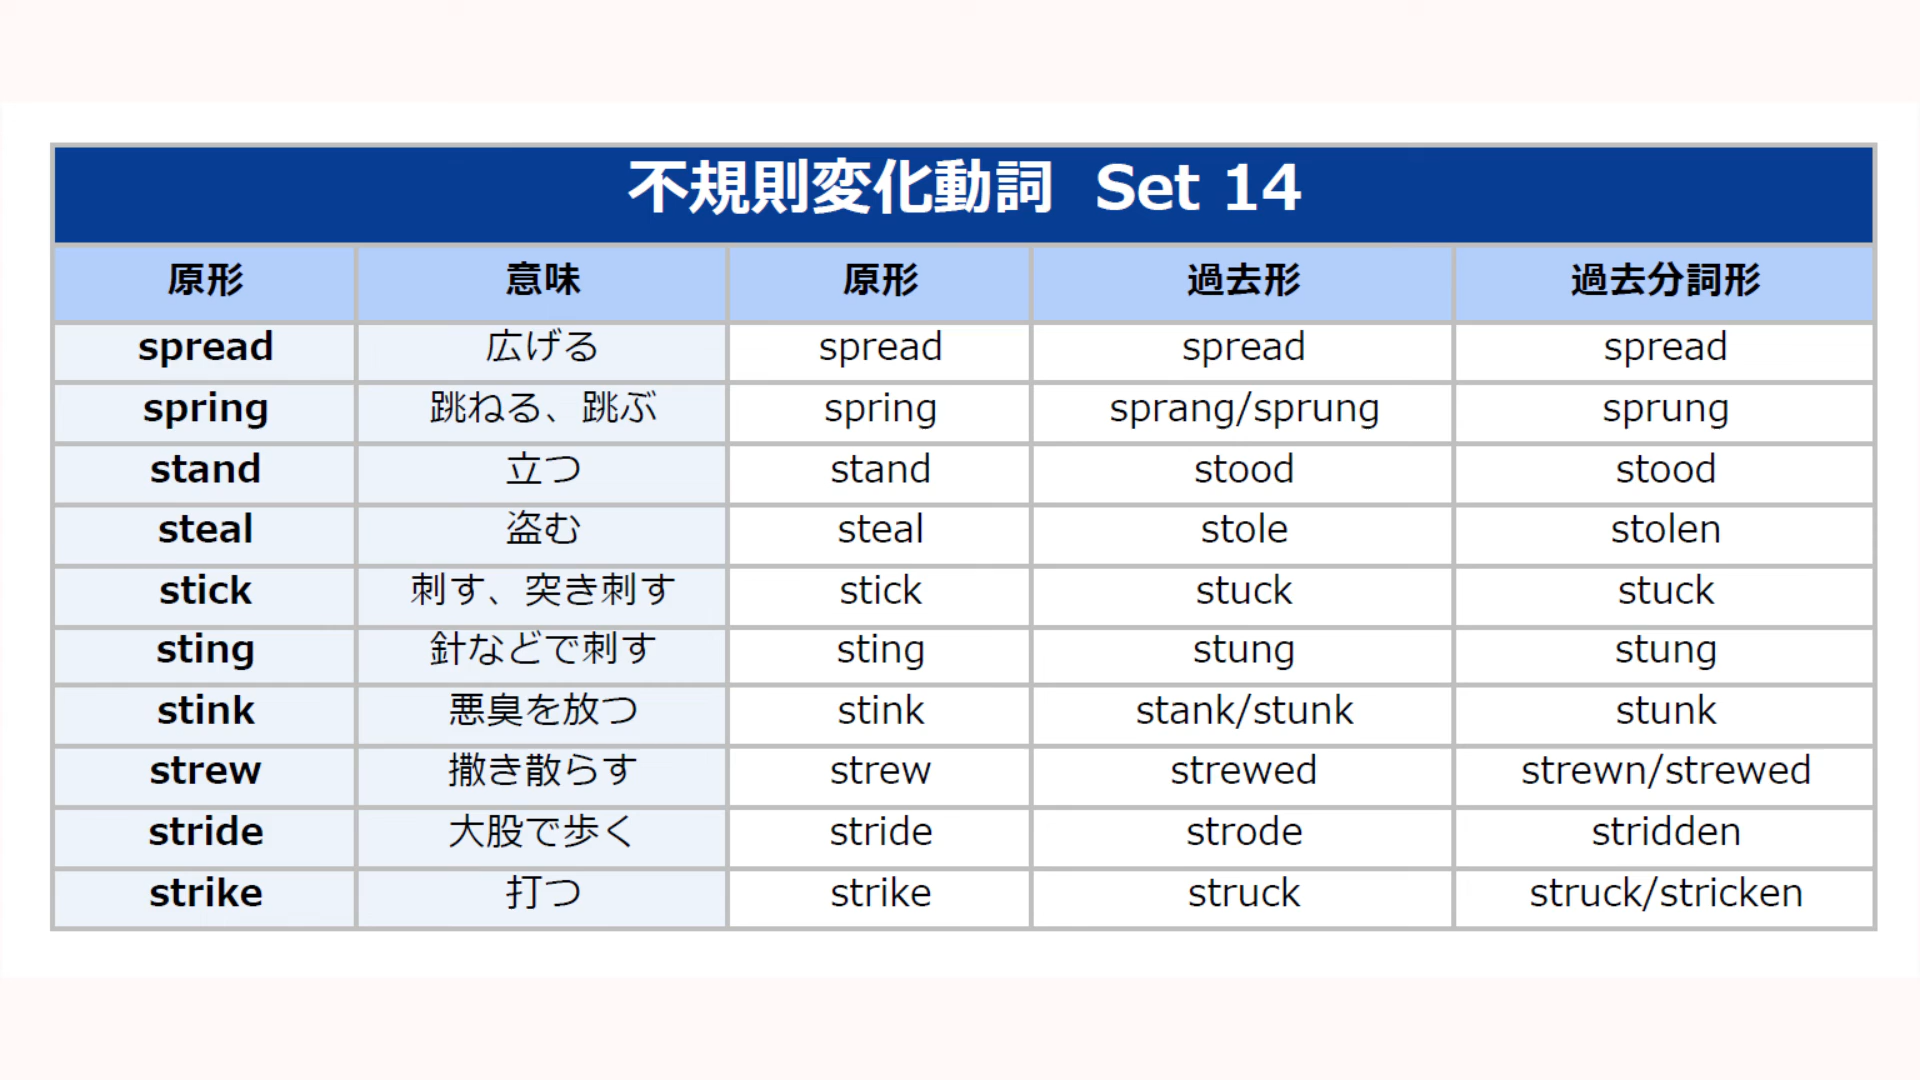 不規則変化動詞 Set 14
原形 意味 原形 過去形 過去分詞形
spread 広げる spread spread spread
spring 跳ねる、跳ぶ spring sprang/sprung sprung
stand 立つ stand stood stood
steal 盗む steal stole stolen
stick 刺す、突き刺す stick stuck stuck
sting 針などで刺す sting stung stung
stink 悪臭を放つ stink stank/stunk stunk
strew 撒き散らす strew strewed strewn/strewed
stride 大股で歩く stride strode stridden
strike 打つ strike struck struck/stricken